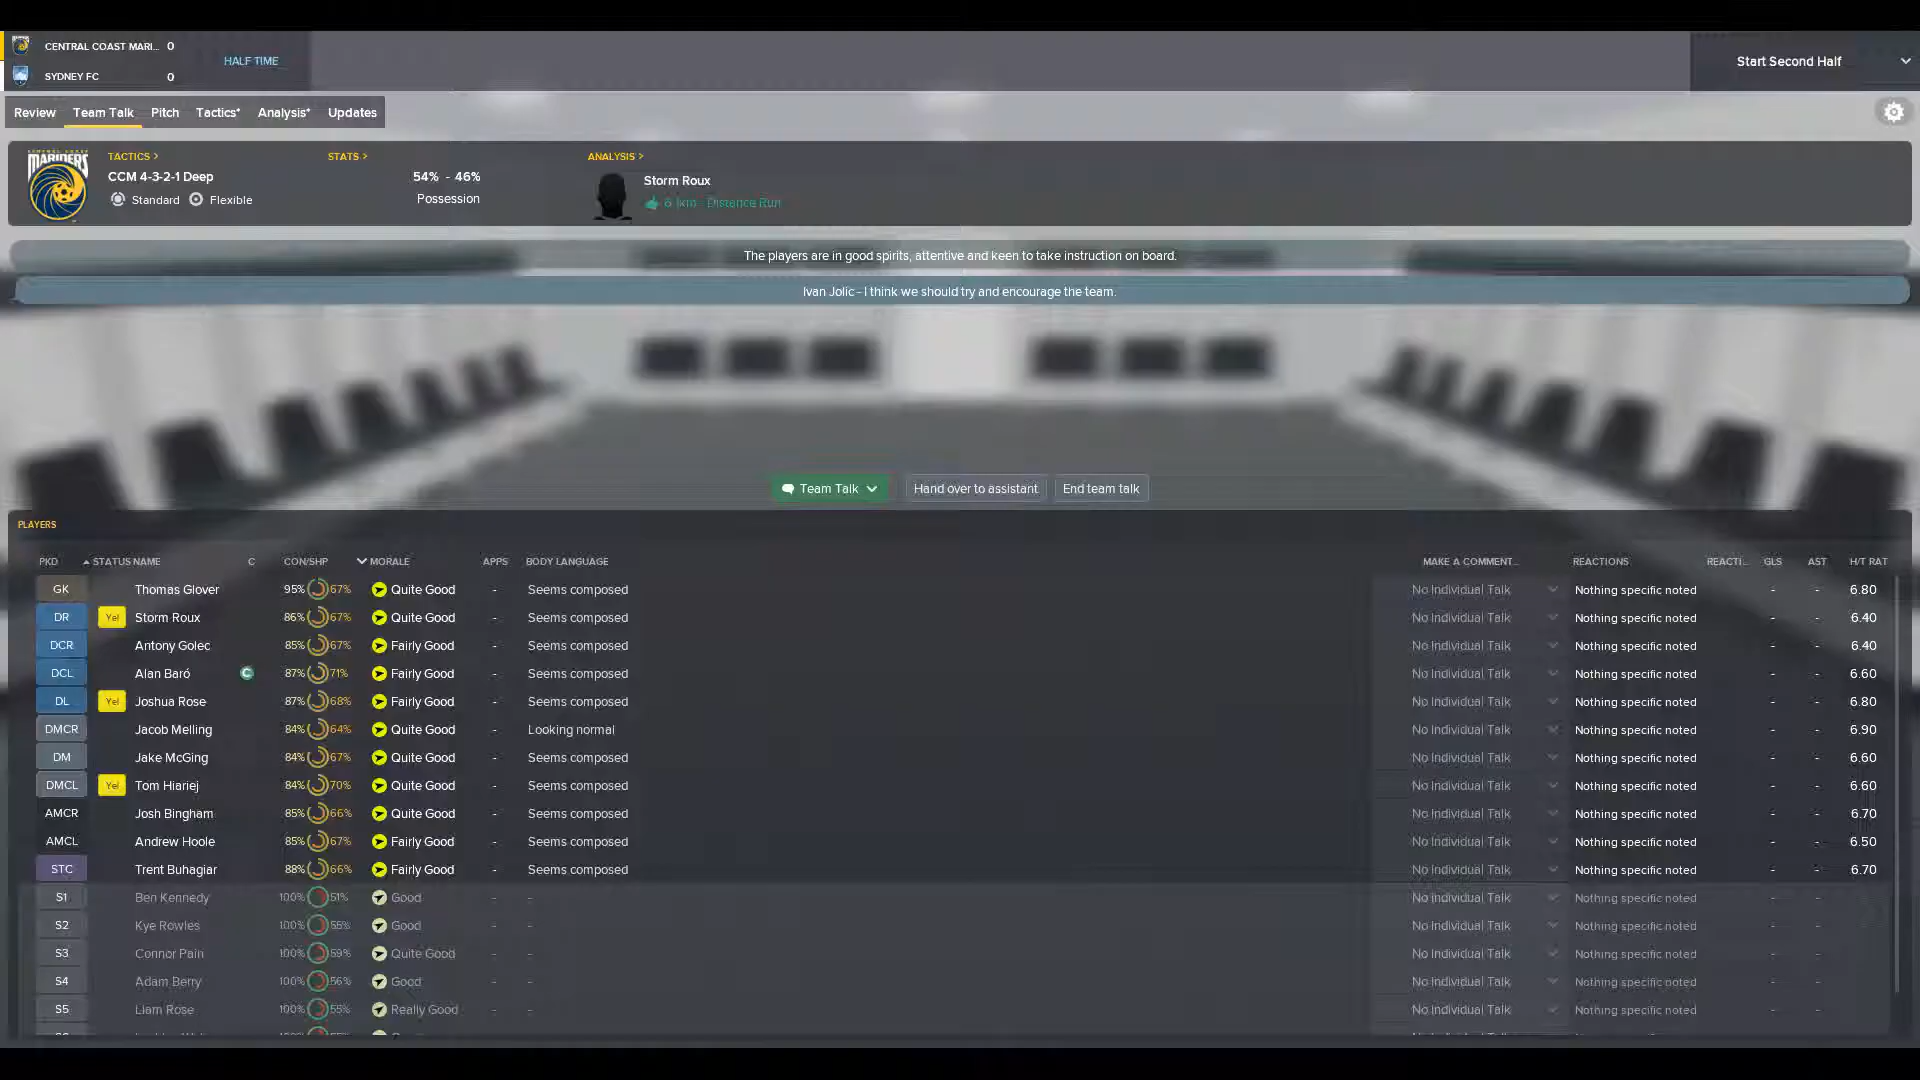 CENTRAL COAST MARI... 0
SYDNEY FC 0
HALF TIME
Start Second Half
Review Team Talk Pitch Tactics* Analysis* Updates
MARINERS
TACTICS >
CCM 4-3-2-1 Deep
Standard Flexible
STATS >
54% - 46%
Possession
ANALYSIS >
Storm Roux
6.1km - Distance Run
The players are in good spirits, attentive and keen to take instruction on board.
Ivan Jolic - I think we should try and encourage the team.
Team Talk Hand over to assistant End team talk
PLAYERS
PKD STATUS NAME C CON/SHP MORALE APPS BODY LANGUAGE MAKE A COMMENT... REACTIONS REACTI... GLS AST H/T RAT
GK Thomas Glover 95% 67% Quite Good - Seems composed No Individual Talk Nothing specific noted - - 6.80
DR Yel Storm Roux 86% 67% Quite Good - Seems composed No Individual Talk Nothing specific noted - - 6.40
DCR Antony Golec 85% 67% Fairly Good - Seems composed No Individual Talk Nothing specific noted - - 6.40
DCL Alan Baró C 87% 71% Fairly Good - Seems composed No Individual Talk Nothing specific noted - - 6.60
DL Yel Joshua Rose 87% 68% Fairly Good - Seems composed No Individual Talk Nothing specific noted - - 6.80
DMCR Jacob Melling 84% 64% Quite Good - Looking normal No Individual Talk Nothing specific noted - - 6.90
DM Jake McGing 84% 67% Quite Good - Seems composed No Individual Talk Nothing specific noted - - 6.60
DMCL Yel Tom Hiariej 84% 70% Quite Good - Seems composed No Individual Talk Nothing specific noted - - 6.60
AMCR Josh Bingham 85% 66% Quite Good - Seems composed No Individual Talk Nothing specific noted - - 6.70
AMCL Andrew Hoole 85% 67% Fairly Good - Seems composed No Individual Talk Nothing specific noted - - 6.50
STC Trent Buhagiar 88% 66% Fairly Good - Seems composed No Individual Talk Nothing specific noted - - 6.70
S1 Ben Kennedy 100% 51% Good - - No Individual Talk Nothing specific noted - -
S2 Kye Rowles 100% 55% Good - - No Individual Talk Nothing specific noted - -
S3 Connor Pain 100% 59% Quite Good - - No Individual Talk Nothing specific noted - -
S4 Adam Berry 100% 56% Good - - No Individual Talk Nothing specific noted - -
S5 Liam Rose 100% 55% Really Good - - No Individual Talk Nothing specific noted - -